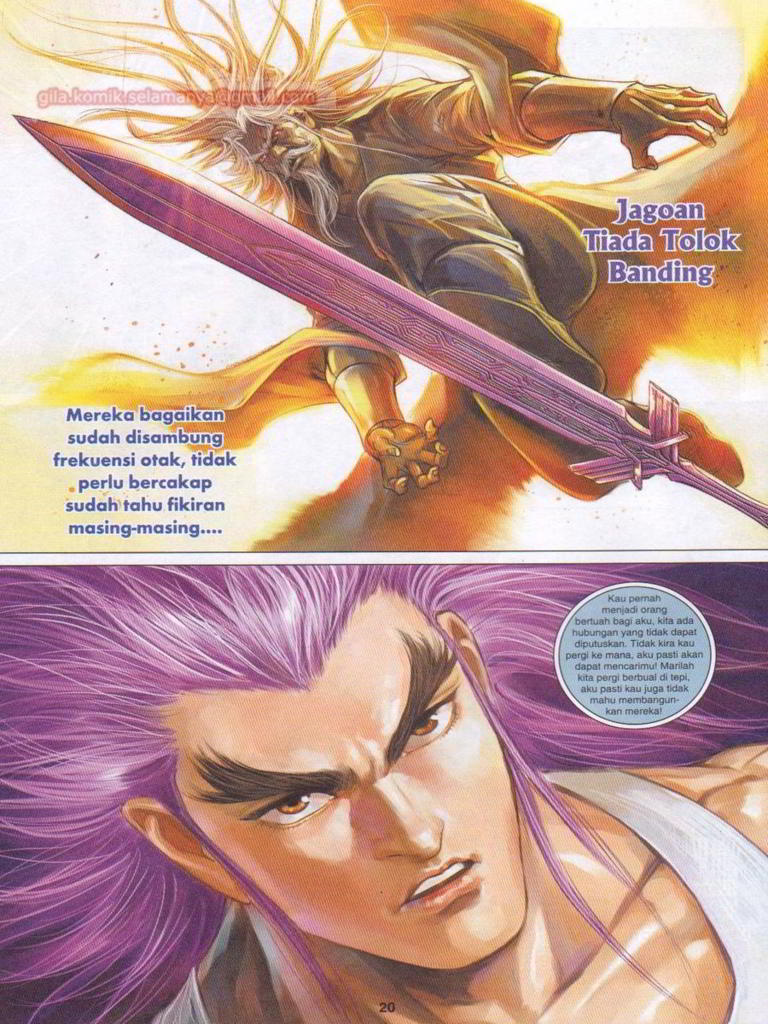 gila.komik.selamanya@gmail.com
Jagoan
Tiada Tolok
Banding
Mereka bagaikan
sudah disambung
frekuensi otak, tidak
perlu bercakap
sudah tahu fikiran
masing-masing....
Kau pernah
menjadi orang
bertuah bagi aku, kita ada
hubungan yang tidak dapat
diputuskan. Tidak kira kau
pergi ke mana, aku pasti akan
dapat mencarimu! Marilah
kita pergi berbual di tepi,
aku pasti kau juga tidak
mahu membangun-
kan mereka!
20